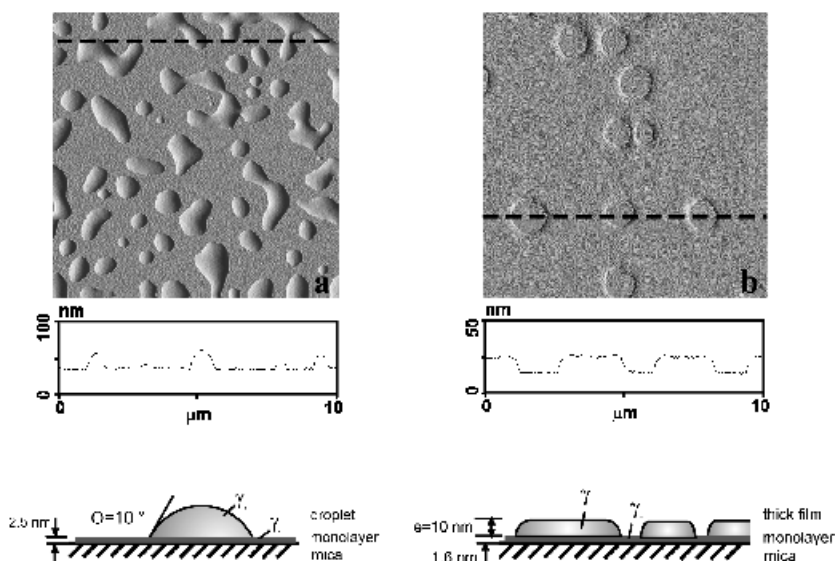 a
b
nm
100
0
0
10
µm
nm
50
0
0
10
µm
2.5 nm
Θ=10 °
γ
γ
droplet
monolayer
mica
e=10 nm
1.6 nm
γ
γ
thick film
monolayer
mica